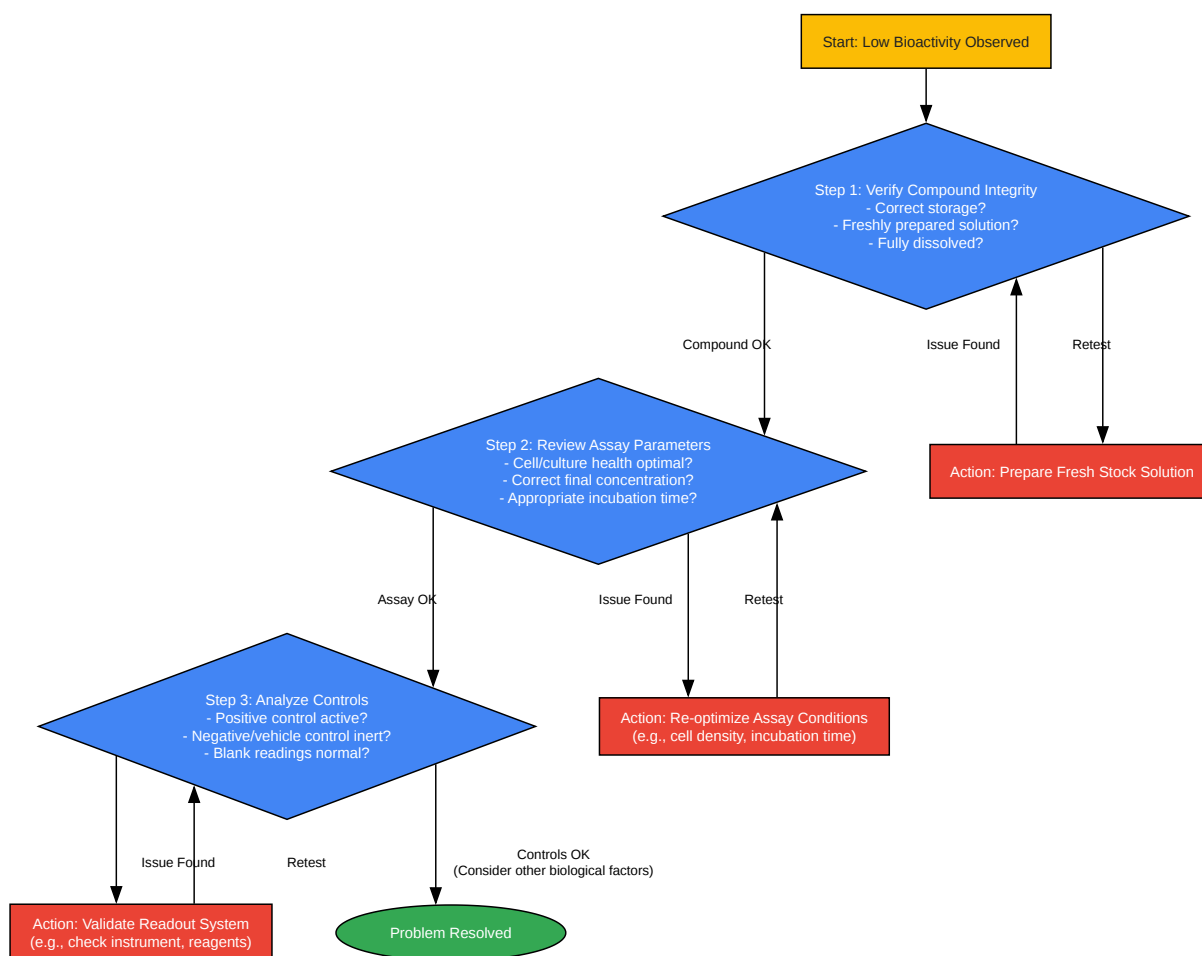 Start: Low Bioactivity Observed
Step 1: Verify Compound Integrity
- Correct storage?
- Freshly prepared solution?
- Fully dissolved?
Compound OK
Issue Found
Retest
Step 2: Review Assay Parameters
- Cell/culture health optimal?
- Correct final concentration?
- Appropriate incubation time?
Action: Prepare Fresh Stock Solution
Assay OK
Issue Found
Retest
Step 3: Analyze Controls
- Positive control active?
- Negative/vehicle control inert?
- Blank readings normal?
Action: Re-optimize Assay Conditions
(e.g., cell density, incubation time)
Issue Found
Retest
Controls OK
(Consider other biological factors)
Action: Validate Readout System
(e.g., check instrument, reagents)
Problem Resolved